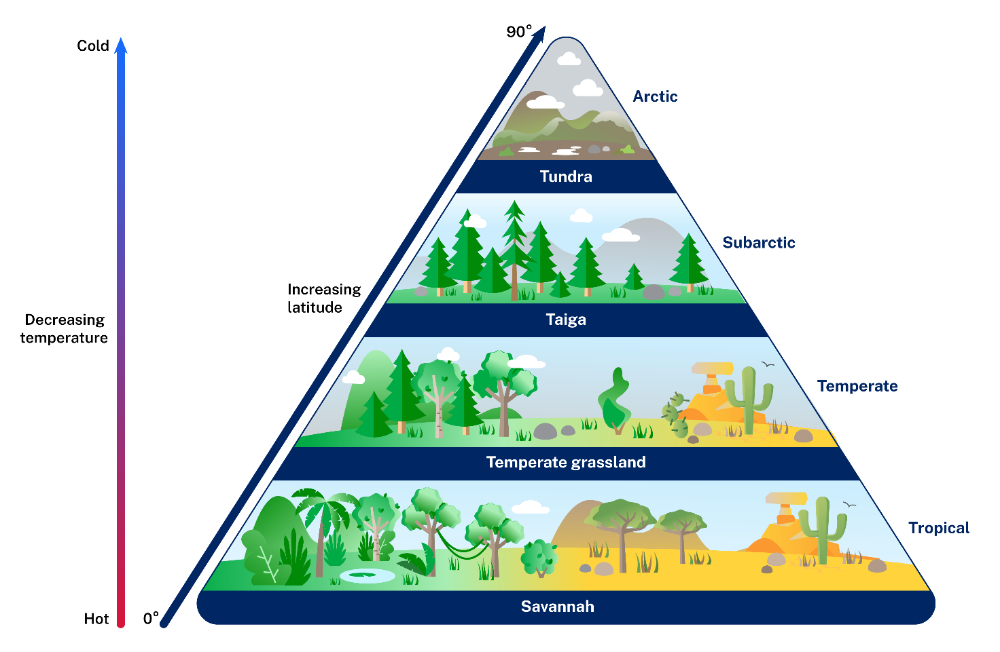 90°
Cold
Arctic
Tundra
Subarctic
Increasing
latitude
Taiga
Decreasing
temperature
Temperate
Temperate grassland
Tropical
Savannah
Hot
0°